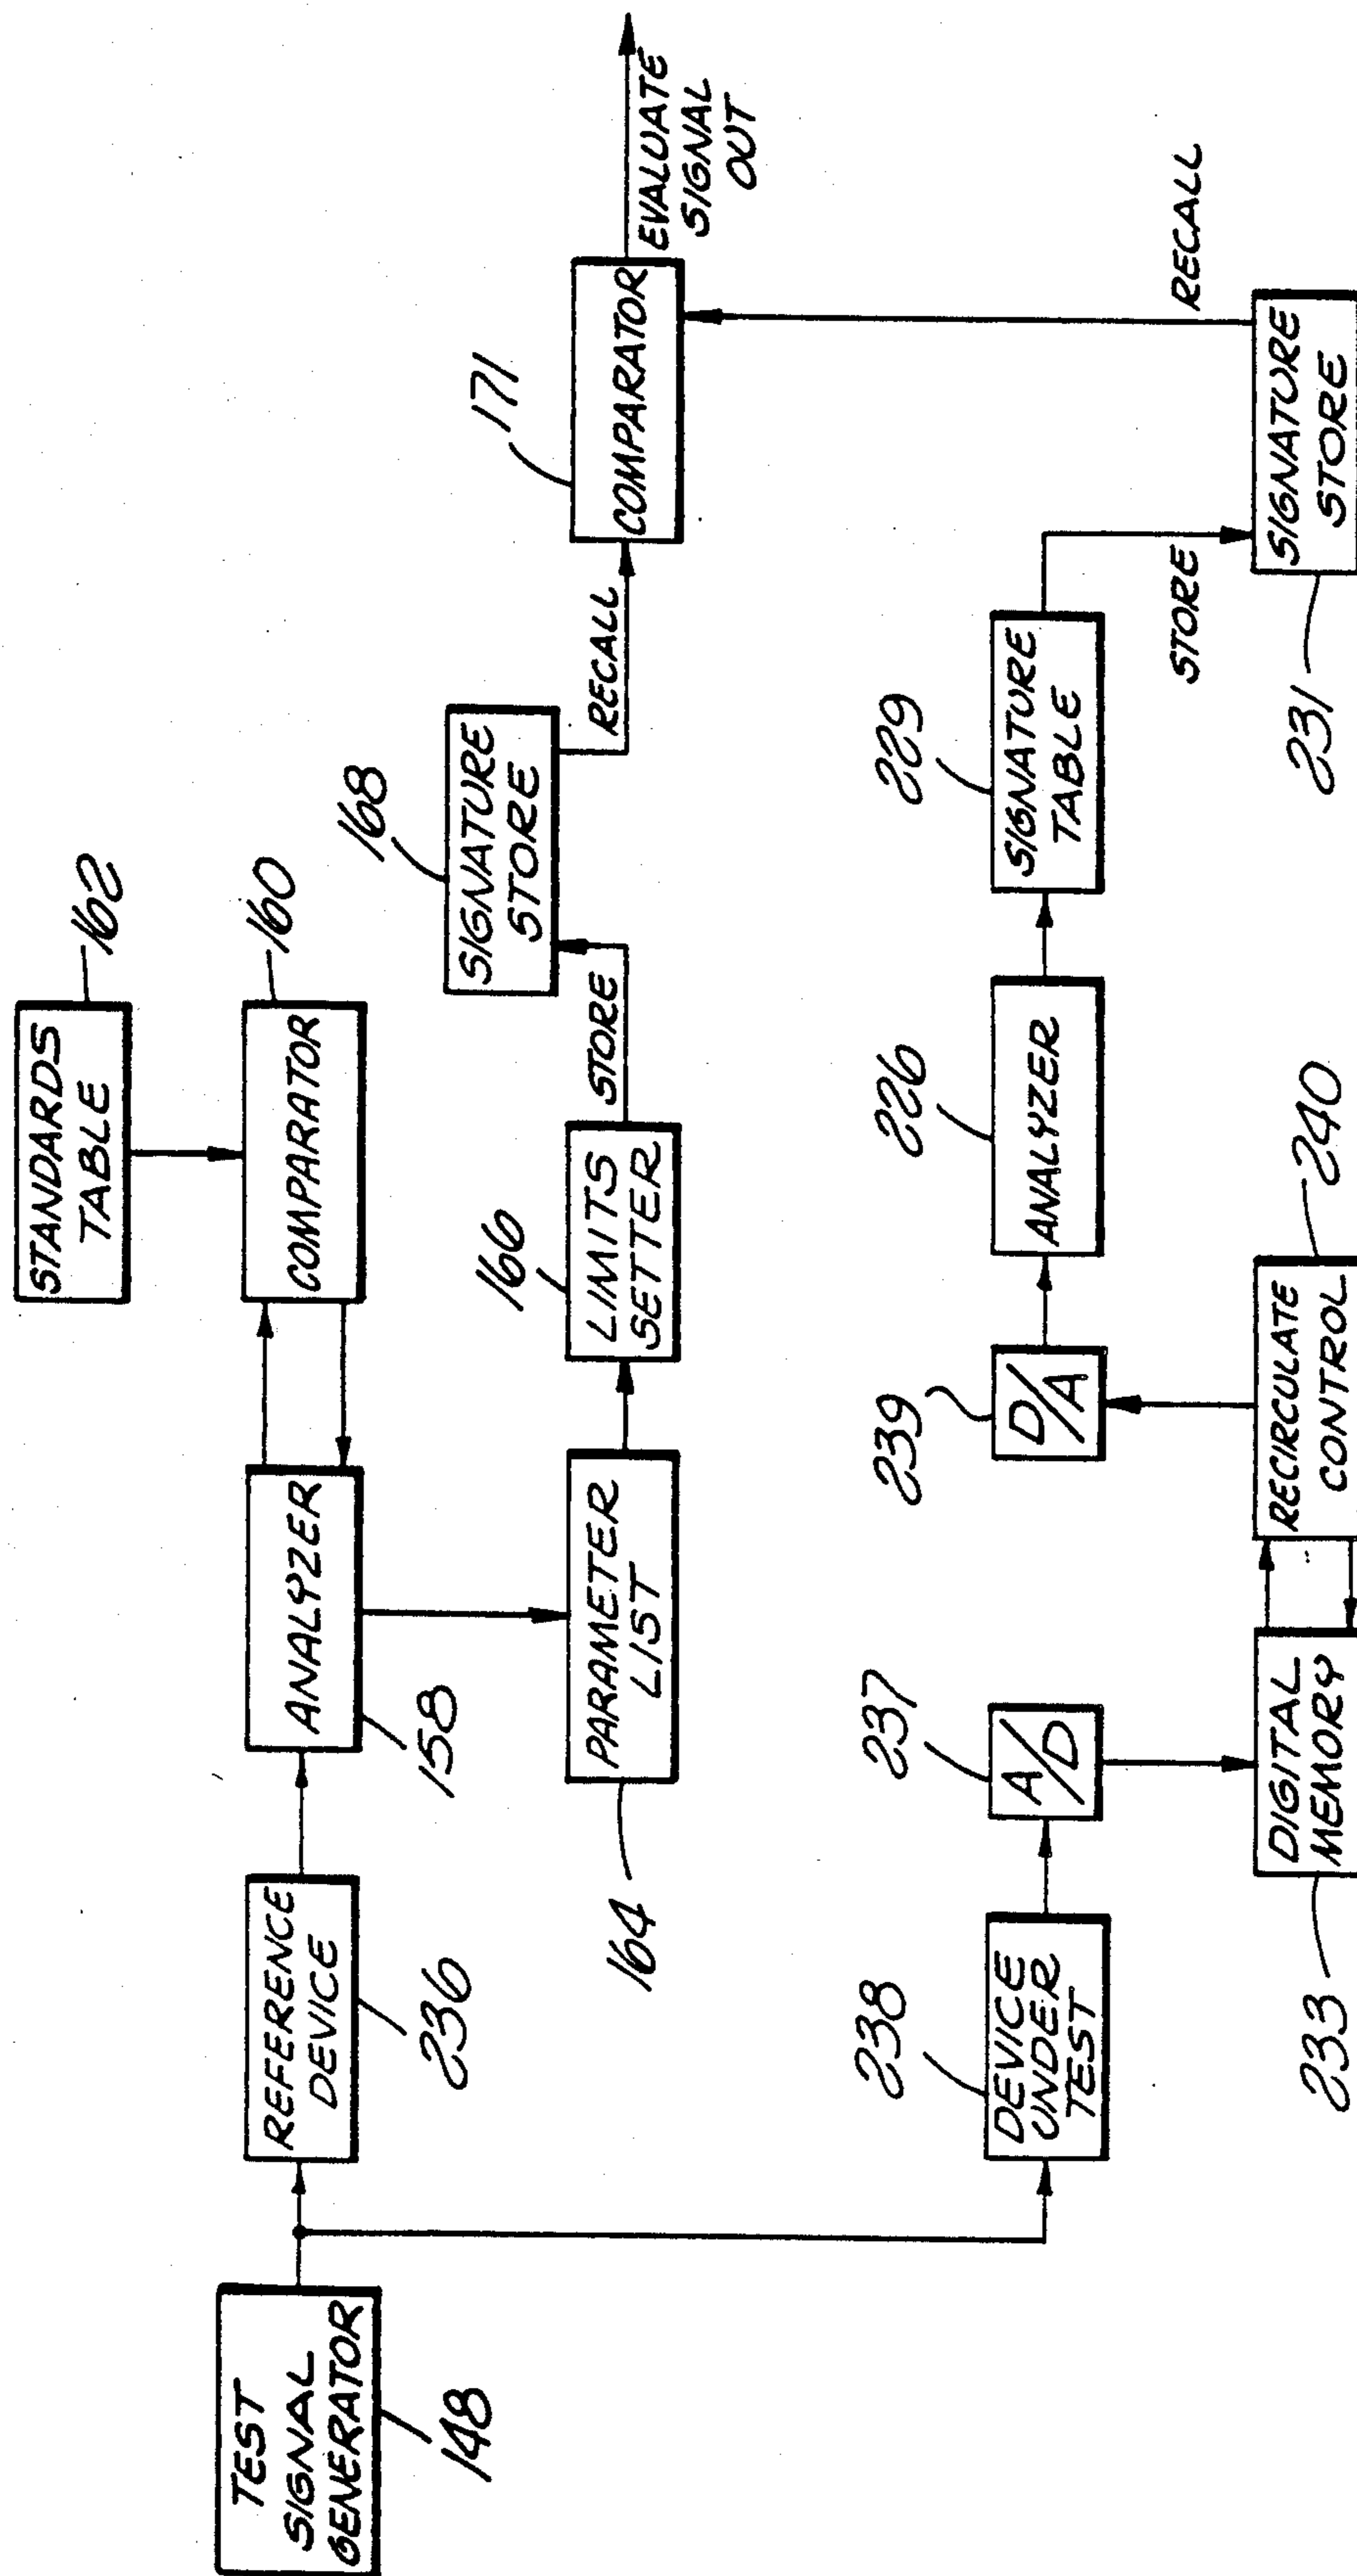 TEST
SIGNAL
GENERATOR
148
REFERENCE
DEVICE
236
ANALYZER
158
COMPARATOR
160
STANDARDS
TABLE
162
PARAMETER
LIST
164
LIMITS
SETTER
166
STORE
SIGNATURE
STORE
168
RECALL
COMPARATOR
171
EVALUATE
SIGNAL
OUT
DEVICE
UNDER
TEST
238
A/D
237
DIGITAL
MEMORY
233
RECIRCULATE
CONTROL
240
D/A
239
ANALYZER
226
SIGNATURE
TABLE
229
STORE
SIGNATURE
STORE
231
RECALL